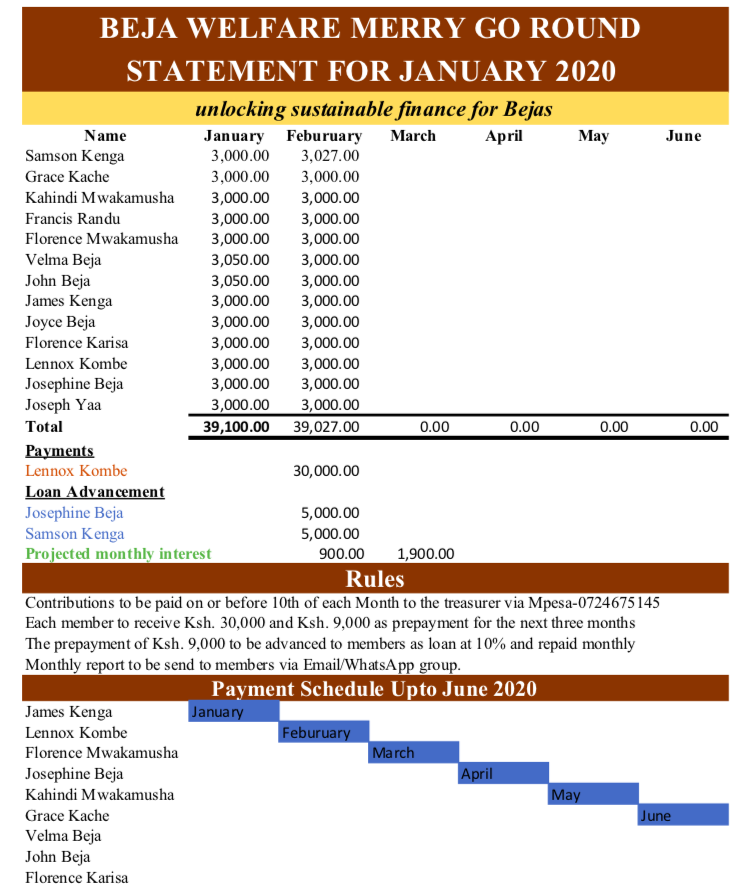 BEJA WELFARE MERRY GO ROUND
STATEMENT FOR JANUARY 2020
unlocking sustainable finance for Bejas
Name January Feburuary March April May June
Samson Kenga 3,000.00 3,027.00
Grace Kache 3,000.00 3,000.00
Kahindi Mwakamusha 3,000.00 3,000.00
Francis Randu 3,000.00 3,000.00
Florence Mwakamusha 3,000.00 3,000.00
Velma Beja 3,050.00 3,000.00
John Beja 3,050.00 3,000.00
James Kenga 3,000.00 3,000.00
Joyce Beja 3,000.00 3,000.00
Florence Karisa 3,000.00 3,000.00
Lennox Kombe 3,000.00 3,000.00
Josephine Beja 3,000.00 3,000.00
Joseph Yaa 3,000.00 3,000.00
Total 39,100.00 39,027.00 0.00 0.00 0.00 0.00
Payments
Lennox Kombe 30,000.00
Loan Advancement
Josephine Beja 5,000.00
Samson Kenga 5,000.00
Projected monthly interest 900.00 1,900.00
Rules
Contributions to be paid on or before 10th of each Month to the treasurer via Mpesa-0724675145
Each member to receive Ksh. 30,000 and Ksh. 9,000 as prepayment for the next three months
The prepayment of Ksh. 9,000 to be advanced to members as loan at 10% and repaid monthly
Monthly report to be send to members via Email/WhatsApp group.
Payment Schedule Upto June 2020
James Kenga January
Lennox Kombe Feburuary
Florence Mwakamusha March
Josephine Beja April
Kahindi Mwakamusha May
Grace Kache June
Velma Beja
John Beja
Florence Karisa